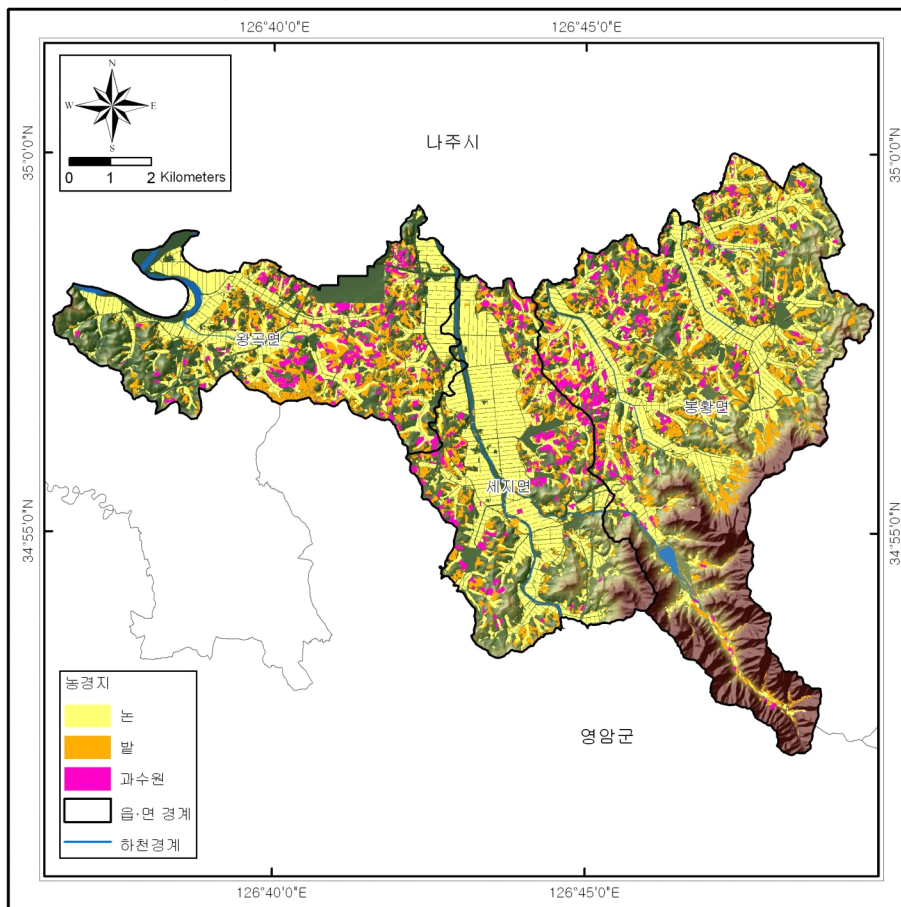 126°40'0"E
126°45'0"E
N
W
E
S
0 1 2 Kilometers
나주시
35°0'0"N
35°0'0"N
왕곡면
봉황면
세지면
34°55'0"N
34°55'0"N
영암군
농경지
논
밭
과수원
읍·면 경계
하천경계
126°40'0"E
126°45'0"E